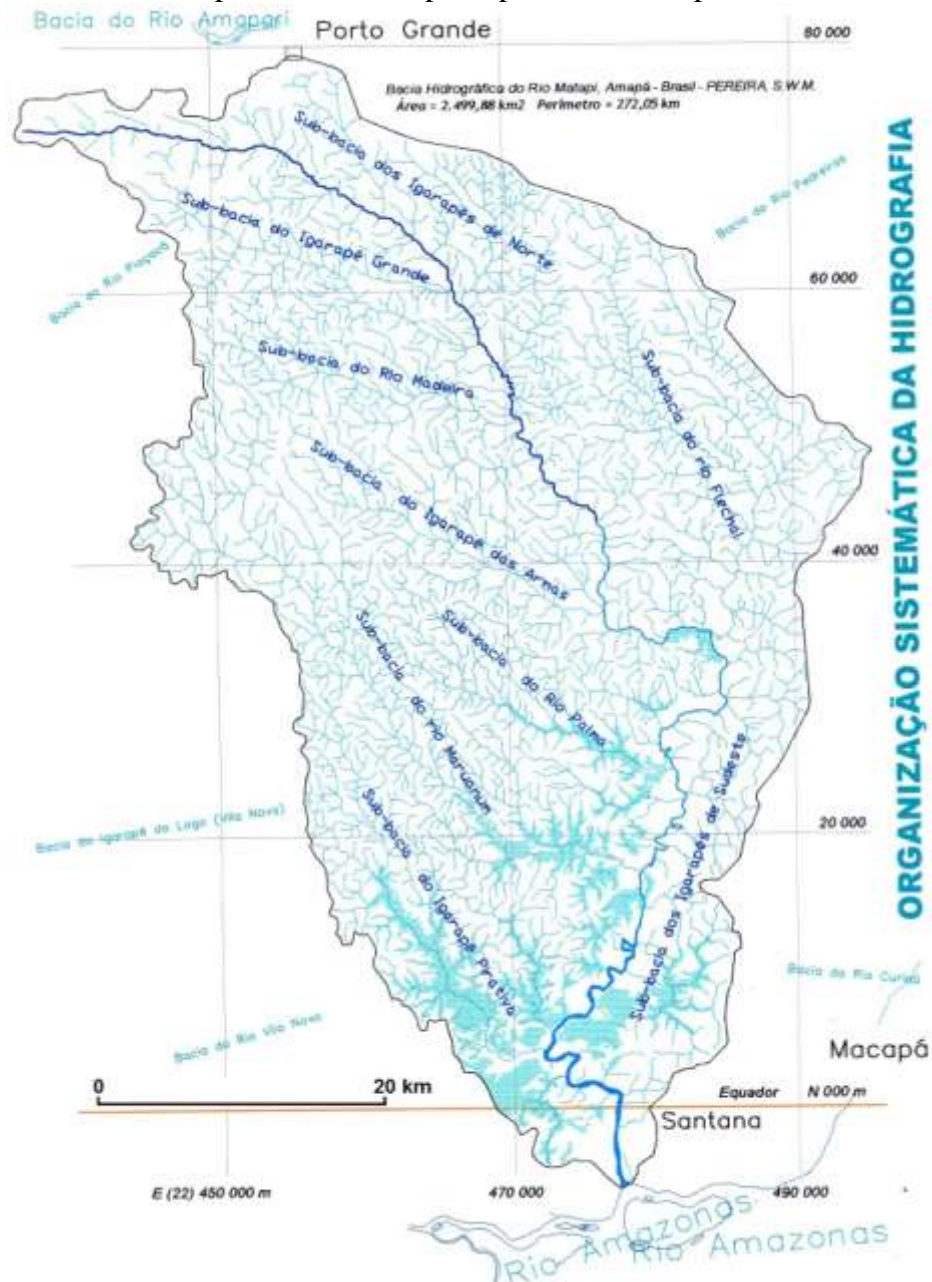 Bacia do Rio Amapari
Porto Grande
80 000
Bacia Hidrográfica do Rio Matapi, Amapá - Brasil - PEREIRA, S.W.M.
Área = 2.499,88 km2 Perímetro = 272,05 km
ORGANIZAÇÃO SISTEMÁTICA DA HIDROGRAFIA
Sub-bacia dos Igarapés de Norte
Bacia do Rio Pedreira
Sub-bacia do Igarapé Grande
Bacia do Rio
60 000
Sub-bacia do Rio Madeira
Sub-bacia do rio Flechal
Sub-bacia do Igarapé das Armas
40 000
Sub-bacia do rio Maruanum
Sub-bacia do Rio Palma
Sub-bacia dos Igarapés de Sudeste
Bacia do Igarapé do Lago (Vila Nova)
Sub-bacia do Igarapé Pirativa
20 000
Bacia do Rio Curiaú
Bacia do Rio Vila Nova
Macapá
0 20 km
Equador N 000 m
Santana
E (22) 450 000 m
470 000
490 000
Rio Amazonas
Rio Amazonas